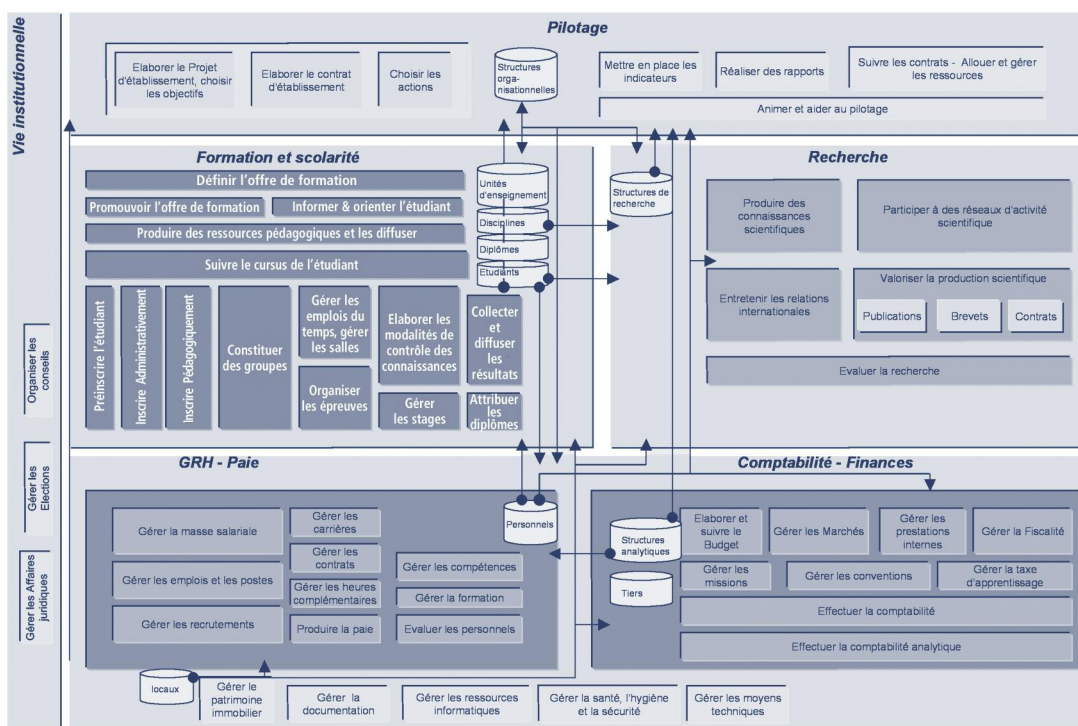 Vie institutionnelle
Pilotage
Elaborer le Projet
d'établissement, choisir
les objectifs
Elaborer le contrat
d'établissement
Choisir les
actions
Structures
orga-
nisationnelles
Mettre en place les
indicateurs
Réaliser des rapports
Suivre les contrats - Allouer et gérer
les ressources
Animer et aider au pilotage
Formation et scolarité
Définir l'offre de formation
Promouvoir l'offre de formation
Informer & orienter l'étudiant
Produire des ressources pédagogiques et les diffuser
Suivre le cursus de l'étudiant
Unités
d'enseignement
Disciplines
Diplômes
Etudiants
Préinscrire l'étudiant
Inscrire Administrativement
Inscrire Pédagogiquement
Constituer
des groupes
Gérer les
emplois du
temps, gérer
les salles
Organiser
les épreuves
Elaborer les
modalités de
contrôle des
connaissances
Gérer
les stages
Collecter
et
diffuser
les
résultats
Attribuer
les
diplômes
Structures de
recherche
Recherche
Produire des
connaissances
scientifiques
Participer à des réseaux d'activité
scientifique
Entretenir les relations
internationales
Valoriser la production scientifique
Publications
Brevets
Contrats
Evaluer la recherche
Organiser les
conseils
Gérer les
Elections
Gérer les Affaires
juridiques
GRH - Paie
Personnels
Gérer la masse salariale
Gérer les emplois et les postes
Gérer les recrutements
Gérer les
carrières
Gérer les
contrats
Gérer les heures
complémentaires
Produire la paie
Gérer les compétences
Gérer la formation
Evaluer les personnels
Comptabilité - Finances
Structures
analytiques
Tiers
Elaborer et
suivre le
Budget
Gérer les Marchés
Gérer les
prestations
internes
Gérer la Fiscalité
Gérer les
missions
Gérer les conventions
Gérer la taxe
d'apprentissage
Effectuer la comptabilité
Effectuer la comptabilité analytique
locaux
Gérer le
patrimoine
immobilier
Gérer la
documentation
Gérer les ressources
informatiques
Gérer la santé, l'hygiène
et la sécurité
Gérer les moyens
techniques